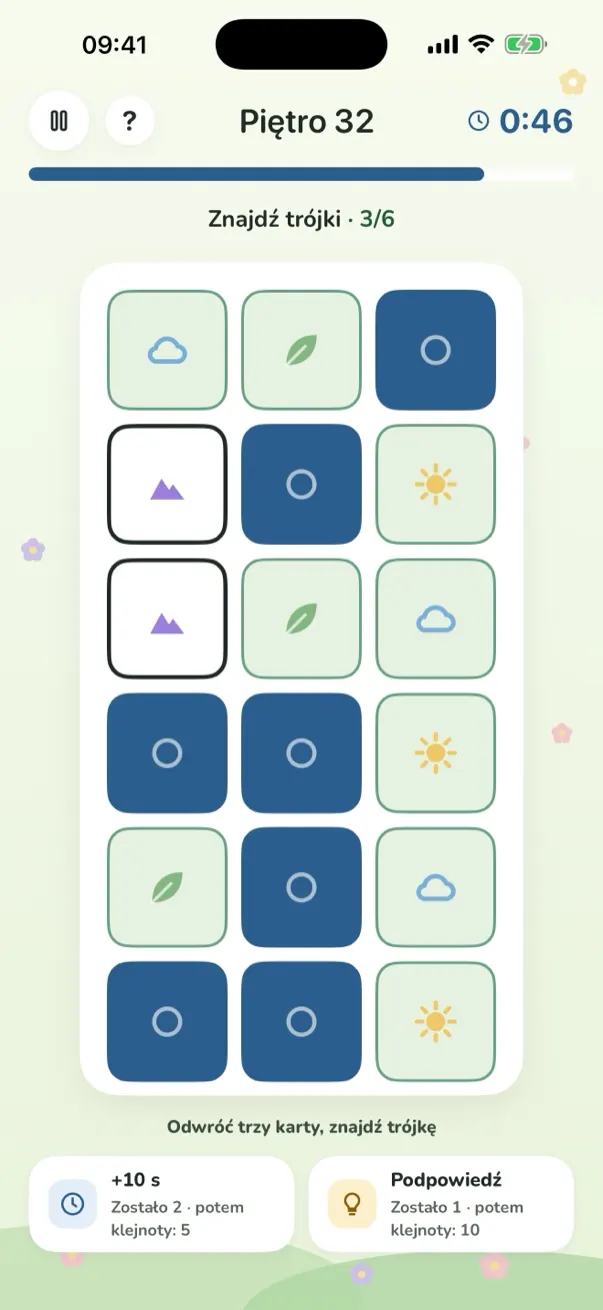 09:41
?
Piętro 32
0:46
Znajdź trójki · 3/6
Odwróć trzy karty, znajdź trójkę
+10 s
Zostało 2 · potem
klejnoty: 5
Podpowiedź
Zostało 1 · potem
klejnoty: 10